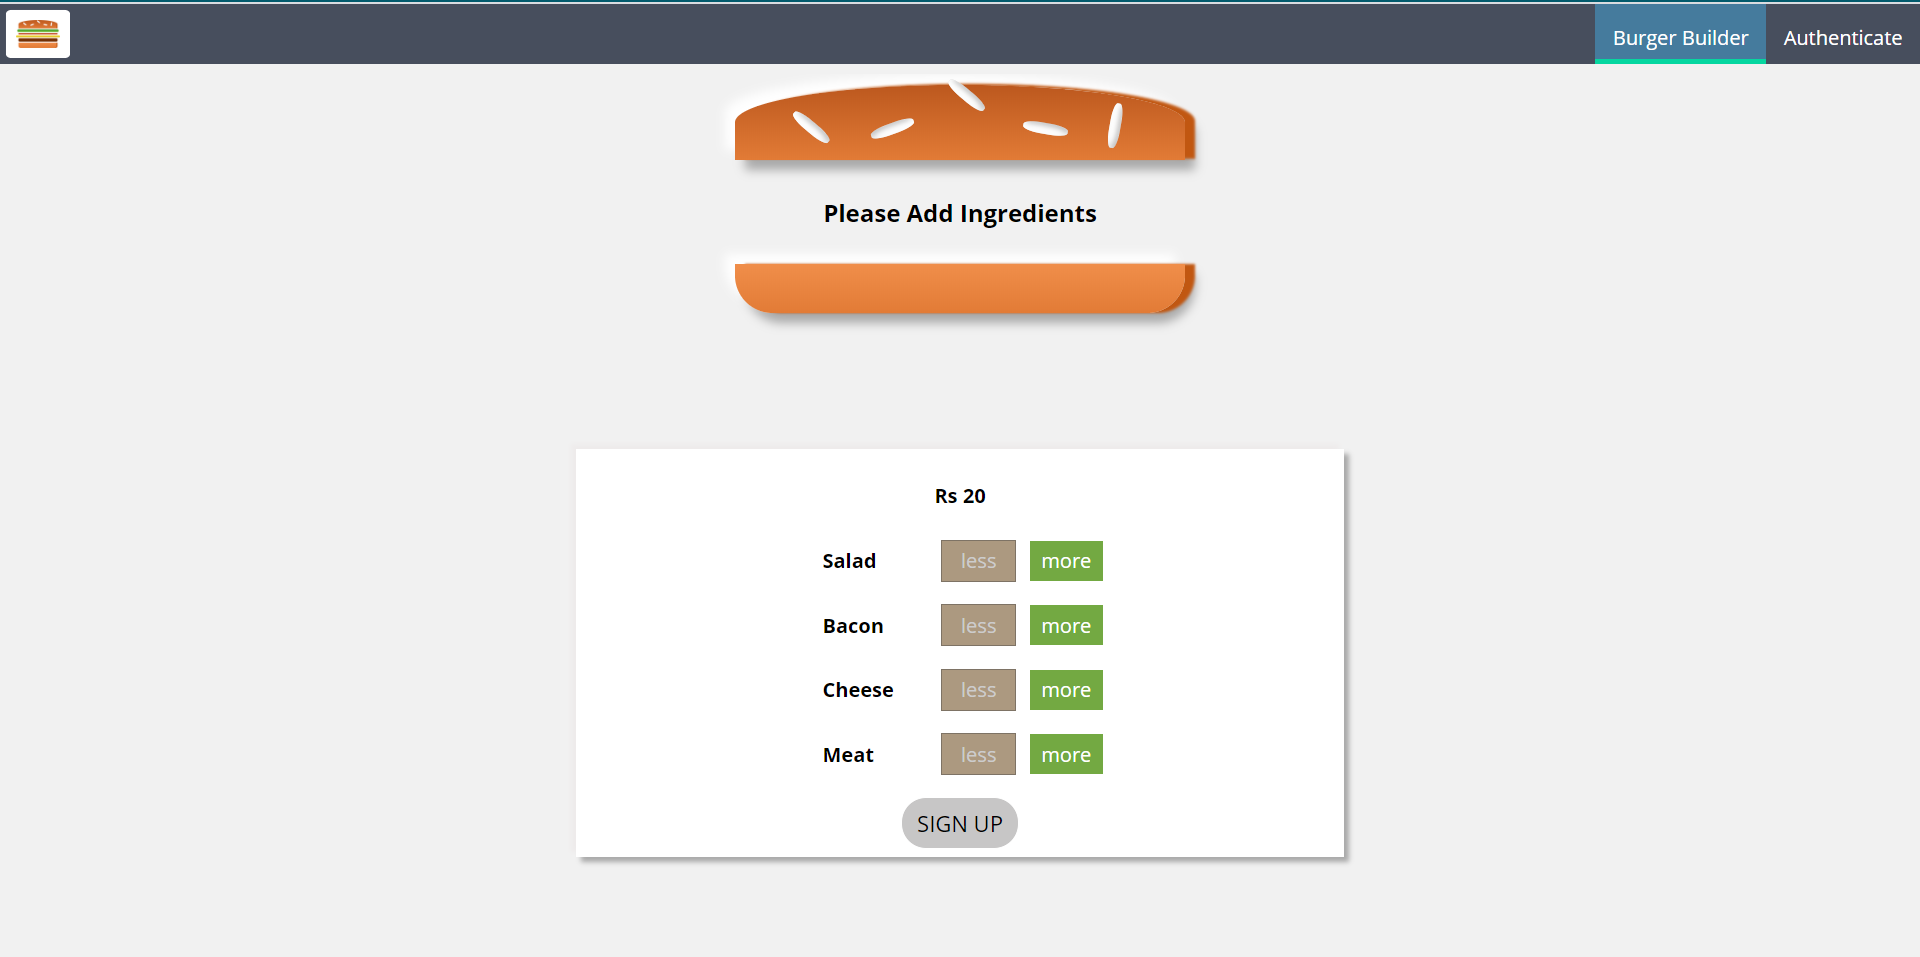 Burger Builder Authenticate
Please Add Ingredients
Rs 20
Salad less more
Bacon less more
Cheese less more
Meat less more
SIGN UP